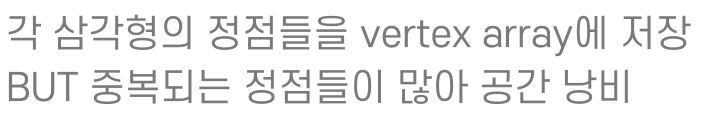 각 삼각형의 정점들을 vertex array에 저장
BUT 중복되는 정점들이 많아 공간 낭비